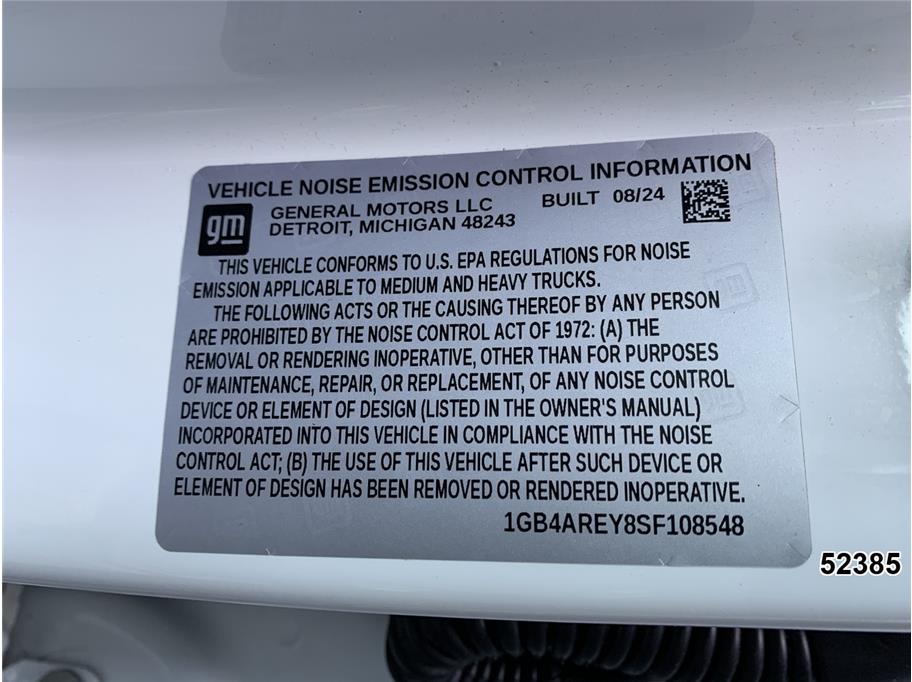 VEHICLE NOISE EMISSION CONTROL INFORMATION
gm
GENERAL MOTORS LLC BUILT 08/24
DETROIT, MICHIGAN 48243
THIS VEHICLE CONFORMS TO U.S. EPA REGULATIONS FOR NOISE
EMISSION APPLICABLE TO MEDIUM AND HEAVY TRUCKS.
THE FOLLOWING ACTS OR THE CAUSING THEREOF BY ANY PERSON
ARE PROHIBITED BY THE NOISE CONTROL ACT OF 1972: (A) THE
REMOVAL OR RENDERING INOPERATIVE, OTHER THAN FOR PURPOSES
OF MAINTENANCE, REPAIR, OR REPLACEMENT, OF ANY NOISE CONTROL
DEVICE OR ELEMENT OF DESIGN (LISTED IN THE OWNER'S MANUAL)
INCORPORATED INTO THIS VEHICLE IN COMPLIANCE WITH THE NOISE
CONTROL ACT; (B) THE USE OF THIS VEHICLE AFTER SUCH DEVICE OR
ELEMENT OF DESIGN HAS BEEN REMOVED OR RENDERED INOPERATIVE.
1GB4AREY8SF108548
52385